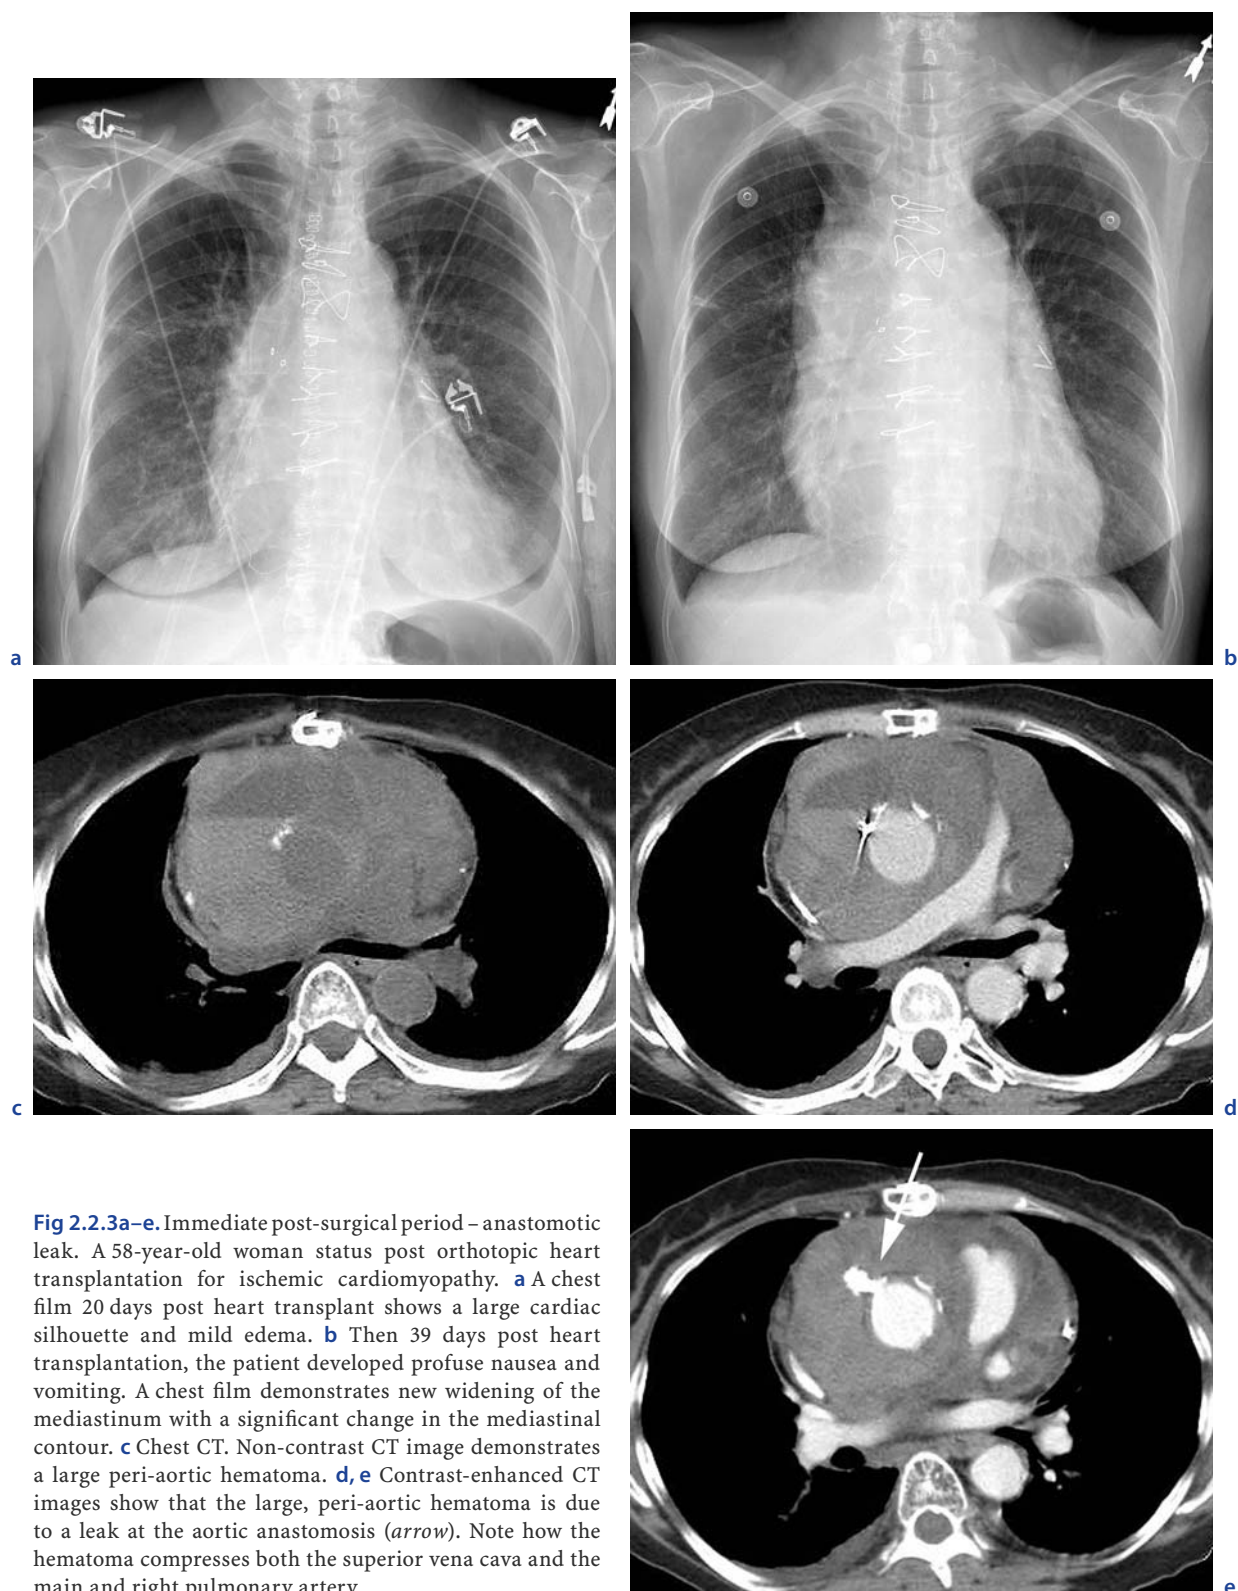 a
b
c
d
Fig 2.2.3a–e. Immediate post-surgical period – anastomotic
leak. A 58-year-old woman status post orthotopic heart
transplantation for ischemic cardiomyopathy. a A chest
film 20 days post heart transplant shows a large cardiac
silhouette and mild edema. b Then 39 days post heart
transplantation, the patient developed profuse nausea and
vomiting. A chest film demonstrates new widening of the
mediastinum with a significant change in the mediastinal
contour. c Chest CT. Non-contrast CT image demonstrates
a large peri-aortic hematoma. d, e Contrast-enhanced CT
images show that the large, peri-aortic hematoma is due
to a leak at the aortic anastomosis (arrow). Note how the
hematoma compresses both the superior vena cava and the
main and right pulmonary artery
e